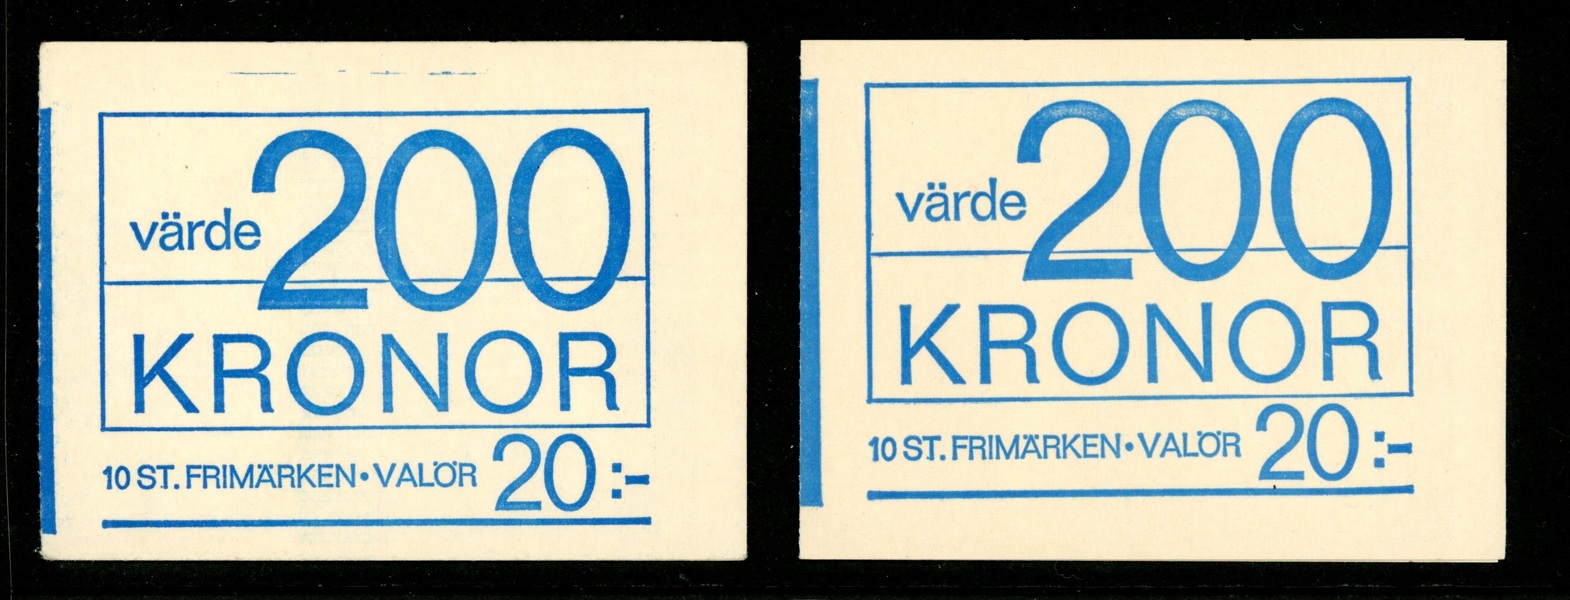 värde 200
KRONOR
10 ST. FRIMÄRKEN • VALÖR 20:-
värde 200
KRONOR
10 ST. FRIMÄRKEN • VALÖR 20:-